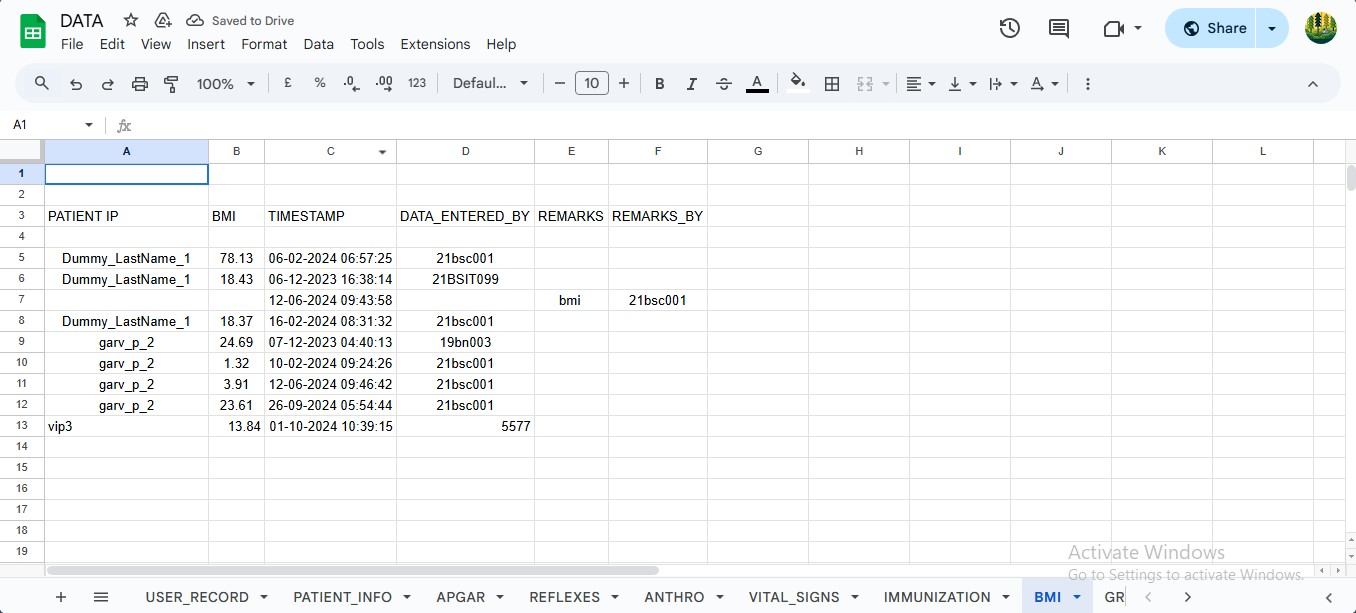 DATA Saved to Drive
File Edit View Insert Format Data Tools Extensions Help
Share
100% £ % .0 .00 123 Defaul... 10 B I A A
A1 fx
A B C D E F G H I J K L
1
2
3 PATIENT IP BMI TIMESTAMP DATA_ENTERED_BY REMARKS REMARKS_BY
4
5 Dummy_LastName_1 78.13 06-02-2024 06:57:25 21bsc001
6 Dummy_LastName_1 18.43 06-12-2023 16:38:14 21BSIT099
7 12-06-2024 09:43:58 bmi 21bsc001
8 Dummy_LastName_1 18.37 16-02-2024 08:31:32 21bsc001
9 garv_p_2 24.69 07-12-2023 04:40:13 19bn003
10 garv_p_2 1.32 10-02-2024 09:24:26 21bsc001
11 garv_p_2 3.91 12-06-2024 09:46:42 21bsc001
12 garv_p_2 23.61 26-09-2024 05:54:44 21bsc001
13 vip3 13.84 01-10-2024 10:39:15 5577
14
15
16
17
18
19
Activate Windows
Go to Settings to activate Windows.
USER_RECORD PATIENT_INFO APGAR REFLEXES ANTHRO VITAL_SIGNS IMMUNIZATION BMI GR